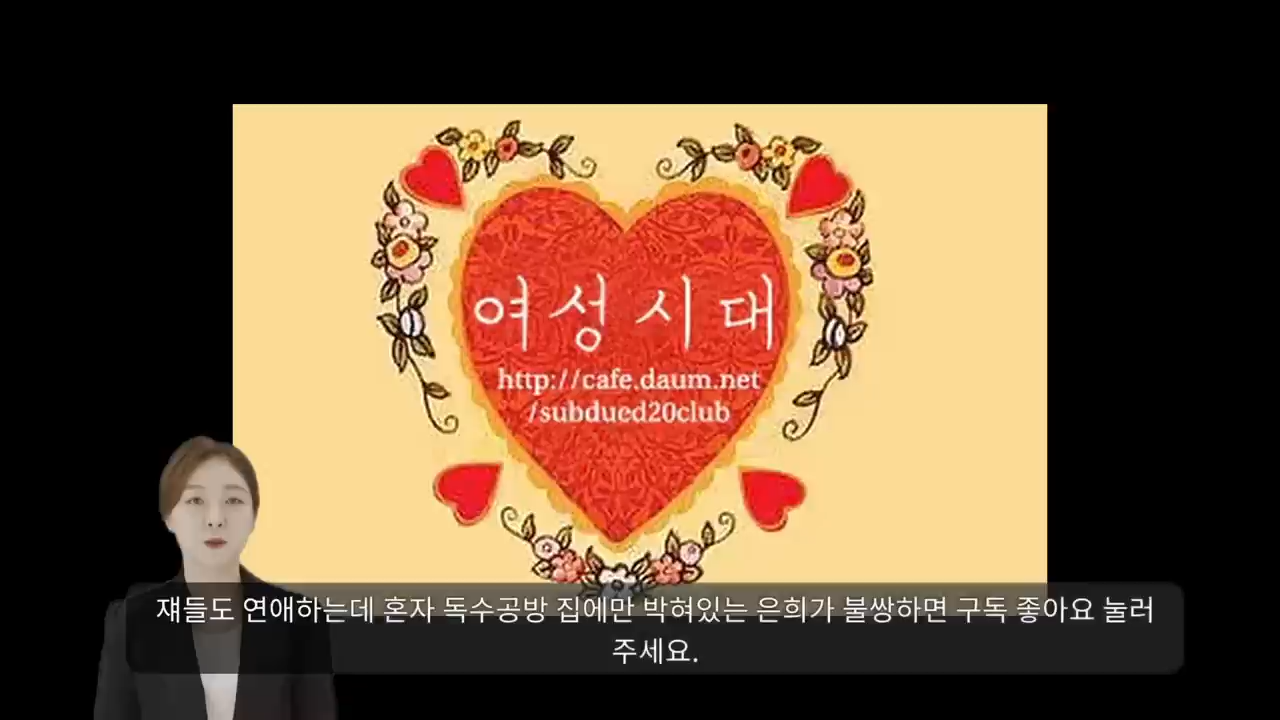 여성시대
http://cafe.daum.net
/subdued20club
쟤들도 연애하는데 혼자 독수공방 집에만 박혀있는 은희가 불쌍하면 구독 좋아요 눌러
주세요.